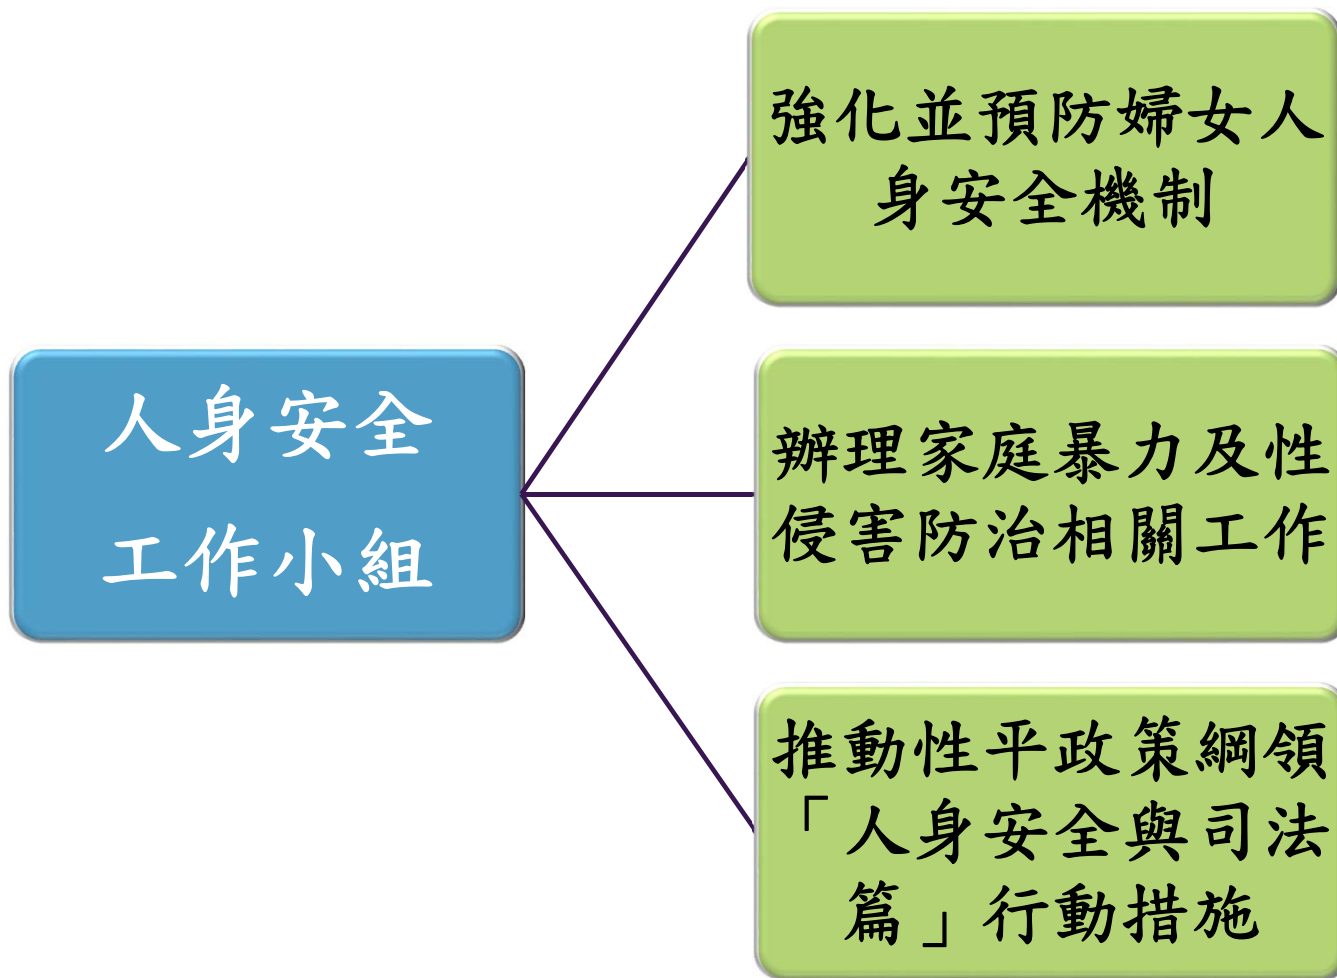 強化並預防婦女人
身安全機制
人身安全
工作小組
辦理家庭暴力及性
侵害防治相關工作
推動性平政策綱領
「人身安全與司法
篇」行動措施